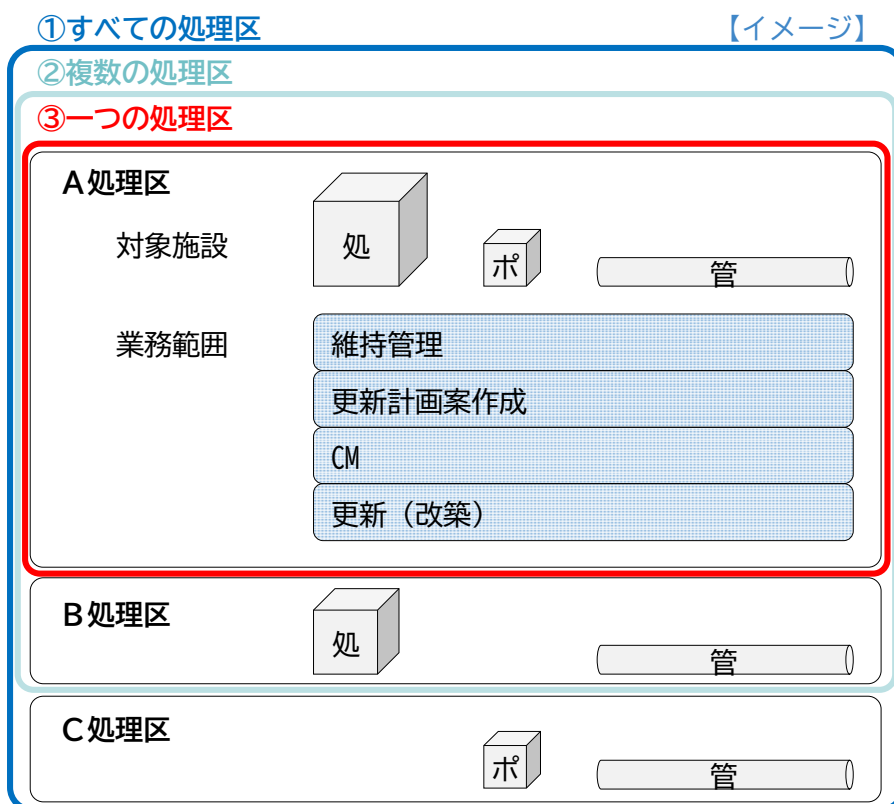 ①すべての処理区 【イメージ】
②複数の処理区
③一つの処理区
A処理区
対象施設 処 ポ 管
業務範囲 維持管理
更新計画案作成
CM
更新（改築）
B処理区
処 管
C処理区
ポ 管